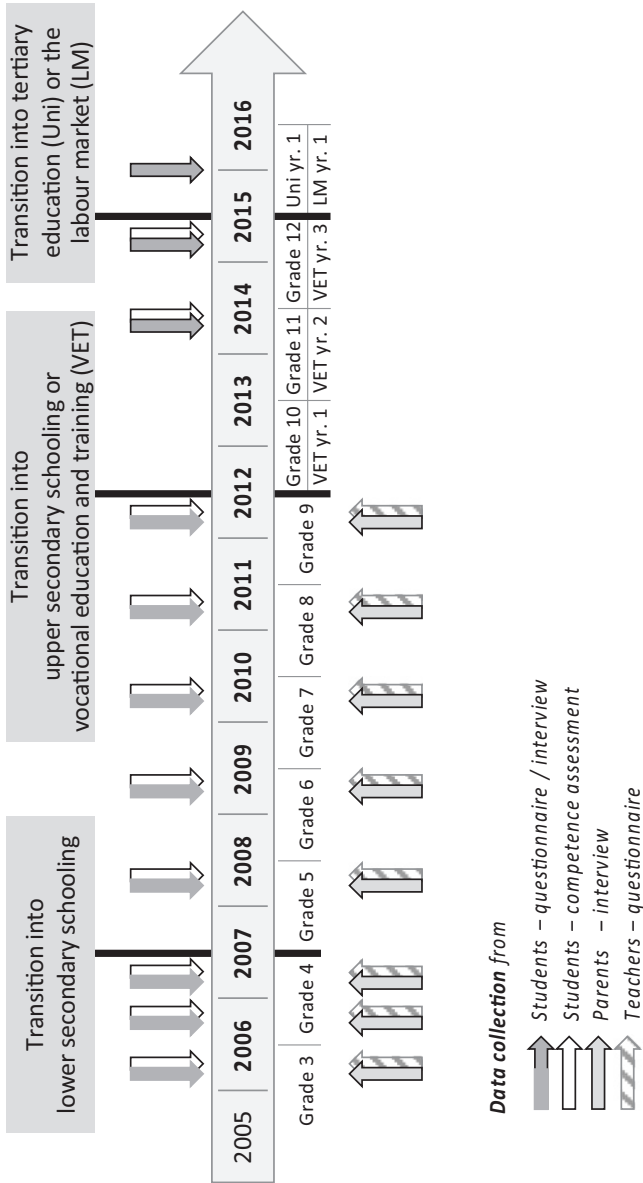 Transition into
lower secondary schooling
Transition into
upper secondary schooling or
vocational education and training (VET)
Transition into tertiary
education (Uni) or the
labour market (LM)
2005
2006
2007
2008
2009
2010
2011
2012
2013
2014
2015
2016
Grade 3
Grade 4
Grade 5
Grade 6
Grade 7
Grade 8
Grade 9
Grade 10
Grade 11
Grade 12
Uni yr. 1
VET yr. 1
VET yr. 2
VET yr. 3
LM yr. 1
Data collection from
Students – questionnaire / interview
Students – competence assessment
Parents – interview
Teachers – questionnaire